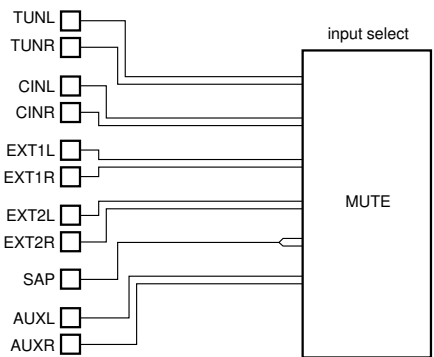 TUNL
TUNR
input select
CINL
CINR
EXT1L
EXT1R
MUTE
EXT2L
EXT2R
SAP
AUXL
AUXR